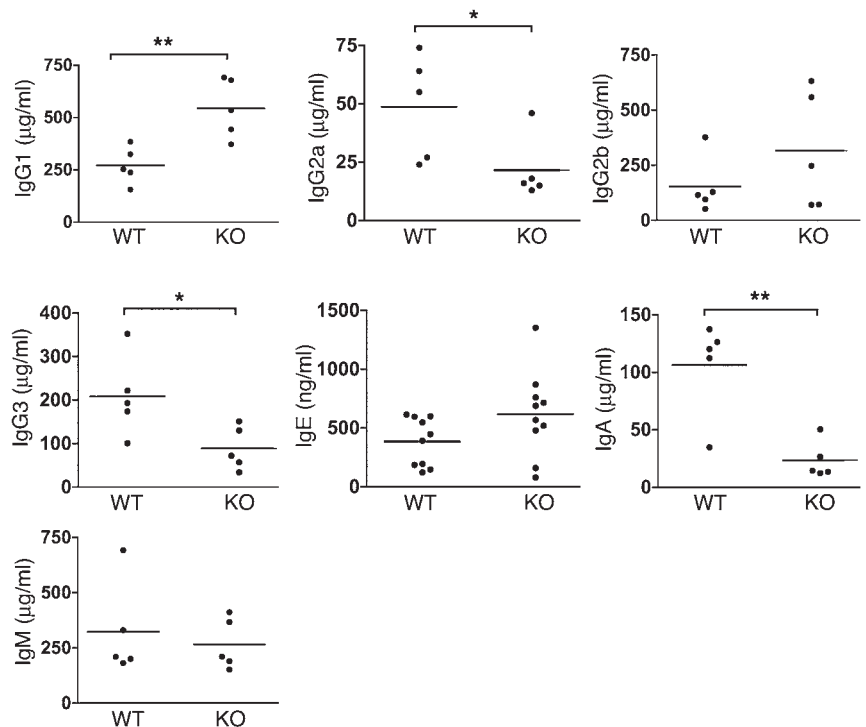 **
750
500
250
0
IgG1 (μg/ml)
WT KO
*
75
50
25
0
IgG2a (μg/ml)
WT KO
750
500
250
0
IgG2b (μg/ml)
WT KO
*
400
300
200
100
0
IgG3 (μg/ml)
WT KO
1500
1000
500
0
IgE (ng/ml)
WT KO
**
150
100
50
0
IgA (μg/ml)
WT KO
750
500
250
0
IgM (μg/ml)
WT KO